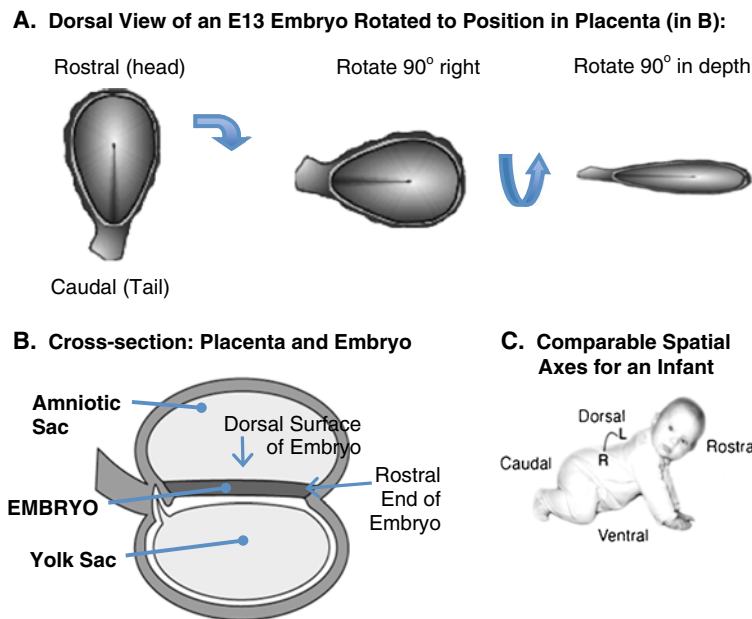 A. Dorsal View of an E13 Embryo Rotated to Position in Placenta (in B):
Rostral (head)
Rotate 90° right
Rotate 90° in depth
Caudal (Tail)
B. Cross-section: Placenta and Embryo
Amniotic
Sac
Dorsal Surface
of Embryo
EMBRYO
Rostral
End of
Embryo
Yolk Sac
C. Comparable Spatial
Axes for an Infant
Dorsal
L
R
Rostra
Caudal
Ventral